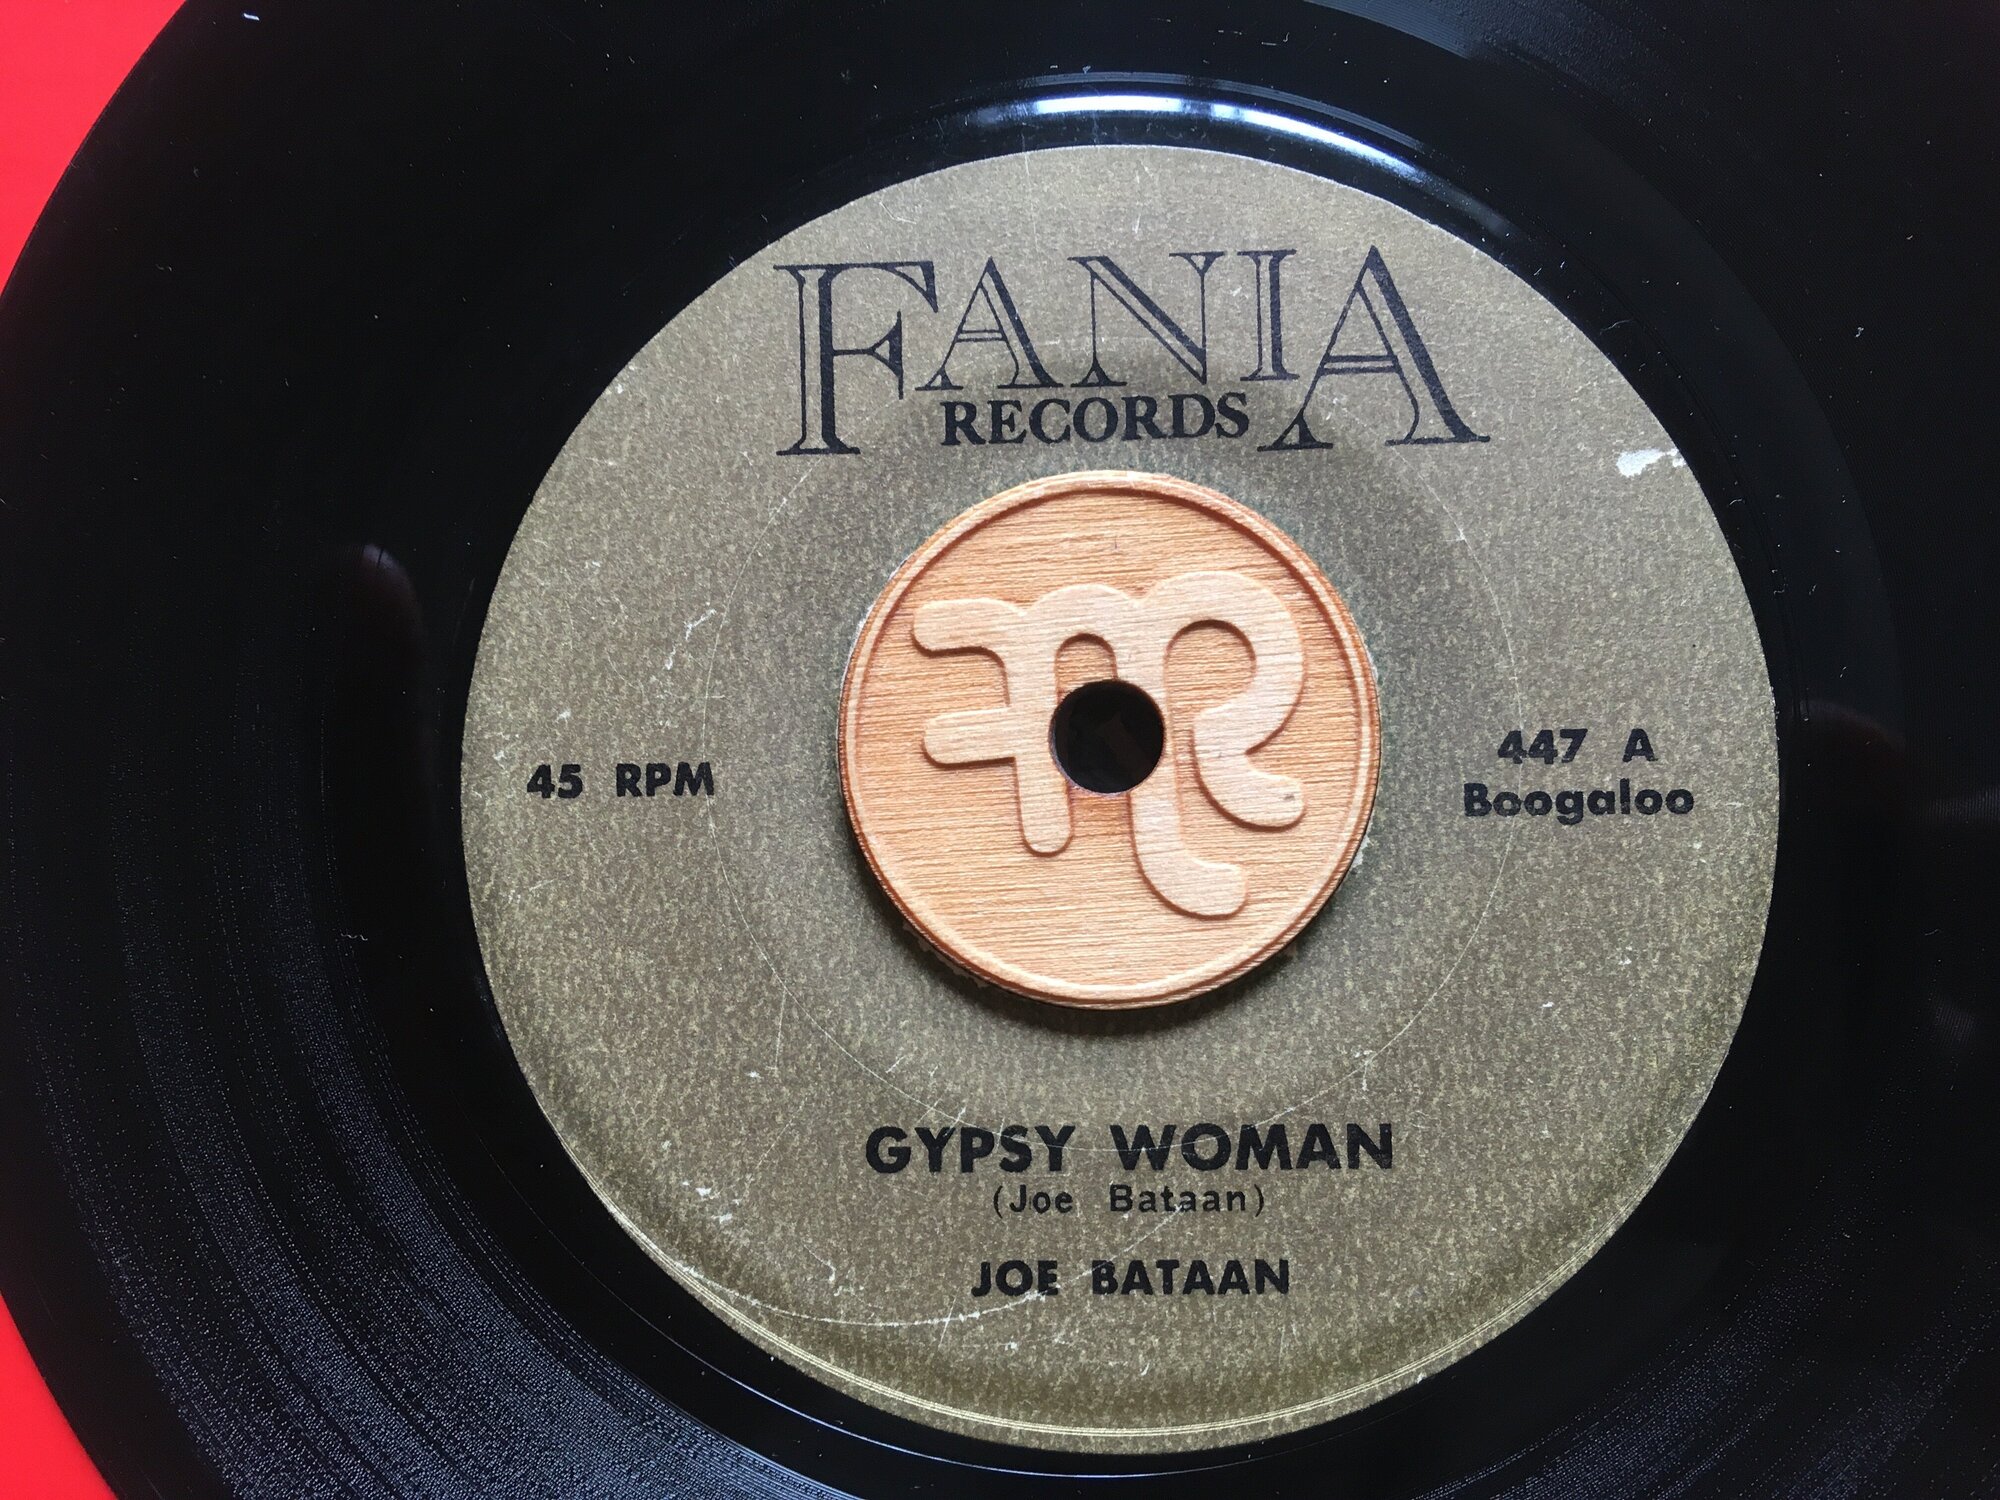 FANIA
RECORDS
45 RPM
447 A
Boogaloo
GYPSY WOMAN
(Joe Bataan)
JOE BATAAN